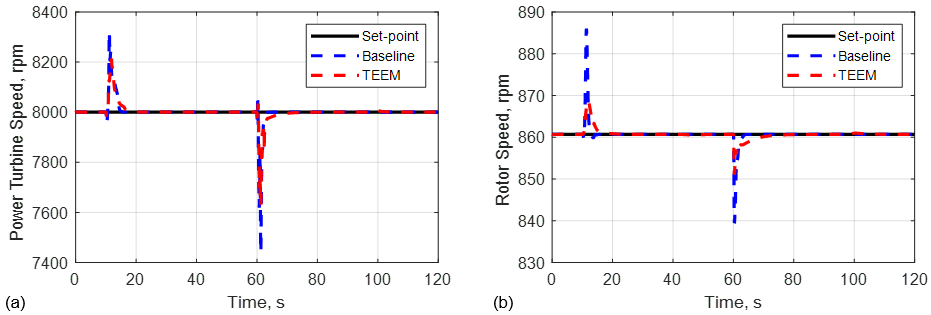 8400
8200
8000
7800
7600
7400
Power Turbine Speed, rpm
Set-point
Baseline
TEEM
0 20 40 60 80 100 120
Time, s
(a)
890
880
870
860
850
840
830
Rotor Speed, rpm
Set-point
Baseline
TEEM
0 20 40 60 80 100 120
Time, s
(b)